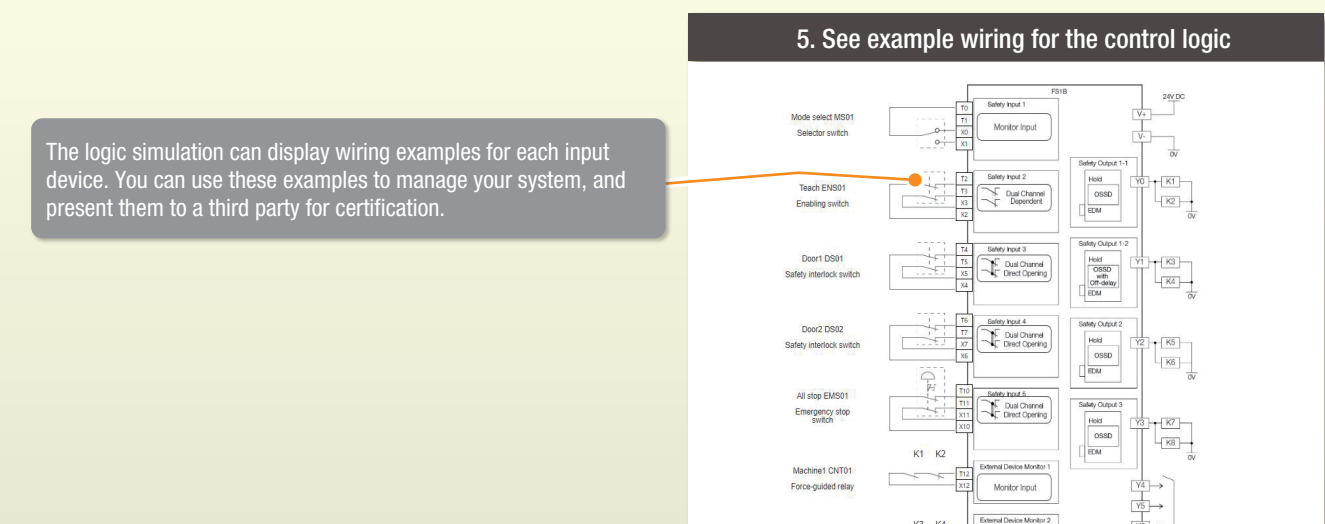 5. See example wiring for the control logic
The logic simulation can display wiring examples for each input
device. You can use these examples to manage your system, and
present them to a third party for certification.
FS1B
24V DC
V+
V-
0V
Mode select MS01
Selector switch
T0
T1
X0
X1
Safety Input 1
Monitor Input
Teach ENS01
Enabling switch
T2
T3
X3
X2
Safety Input 2
Dual Channel
Dependent
Safety Output 1-1
Hold
OSSD
EDM
Y0
K1
K2
0V
Door1 DS01
Safety interlock switch
T4
T5
X5
X4
Safety Input 3
Dual Channel
Direct Opening
Safety Output 1-2
Hold
OSSD
with
Off-delay
EDM
Y1
K3
K4
0V
Door2 DS02
Safety interlock switch
T6
T7
X7
X6
Safety Input 4
Dual Channel
Direct Opening
Safety Output 2
Hold
OSSD
EDM
Y2
K5
K6
0V
All stop EMS01
Emergency stop
switch
T10
T11
X11
X10
Safety Input 5
Dual Channel
Direct Opening
Safety Output 3
Hold
OSSD
EDM
Y3
K7
K8
0V
K1 K2
Machine1 CNT01
Force-guided relay
T12
X12
External Device Monitor 1
Monitor Input
Y4
Y5
K3 K4
External Device Monitor 2